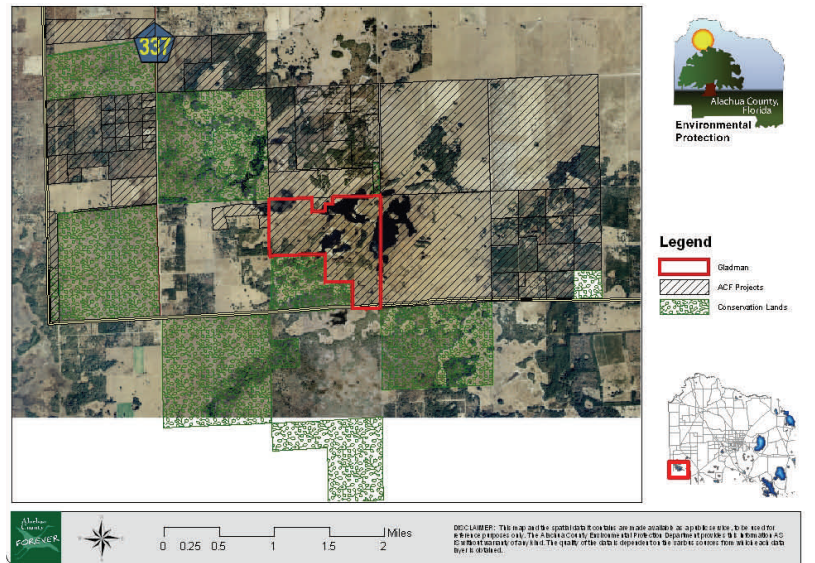 337
Alachua County,
Florida
Environmental
Protection
Legend
Gladman
ACF Projects
Conservation Lands
Alachua
County
FOREVER
Miles
0 0.25 0.5 1 1.5 2
DISCLAIMER: This map and the spatial data it contains are made available as a public service, to be used for
reference purposes only. The Alachua County Environmental Protection Department provides this information AS
IS without warranty of any kind. The quality of the data is dependent on the various sources from which each data
layer is obtained.